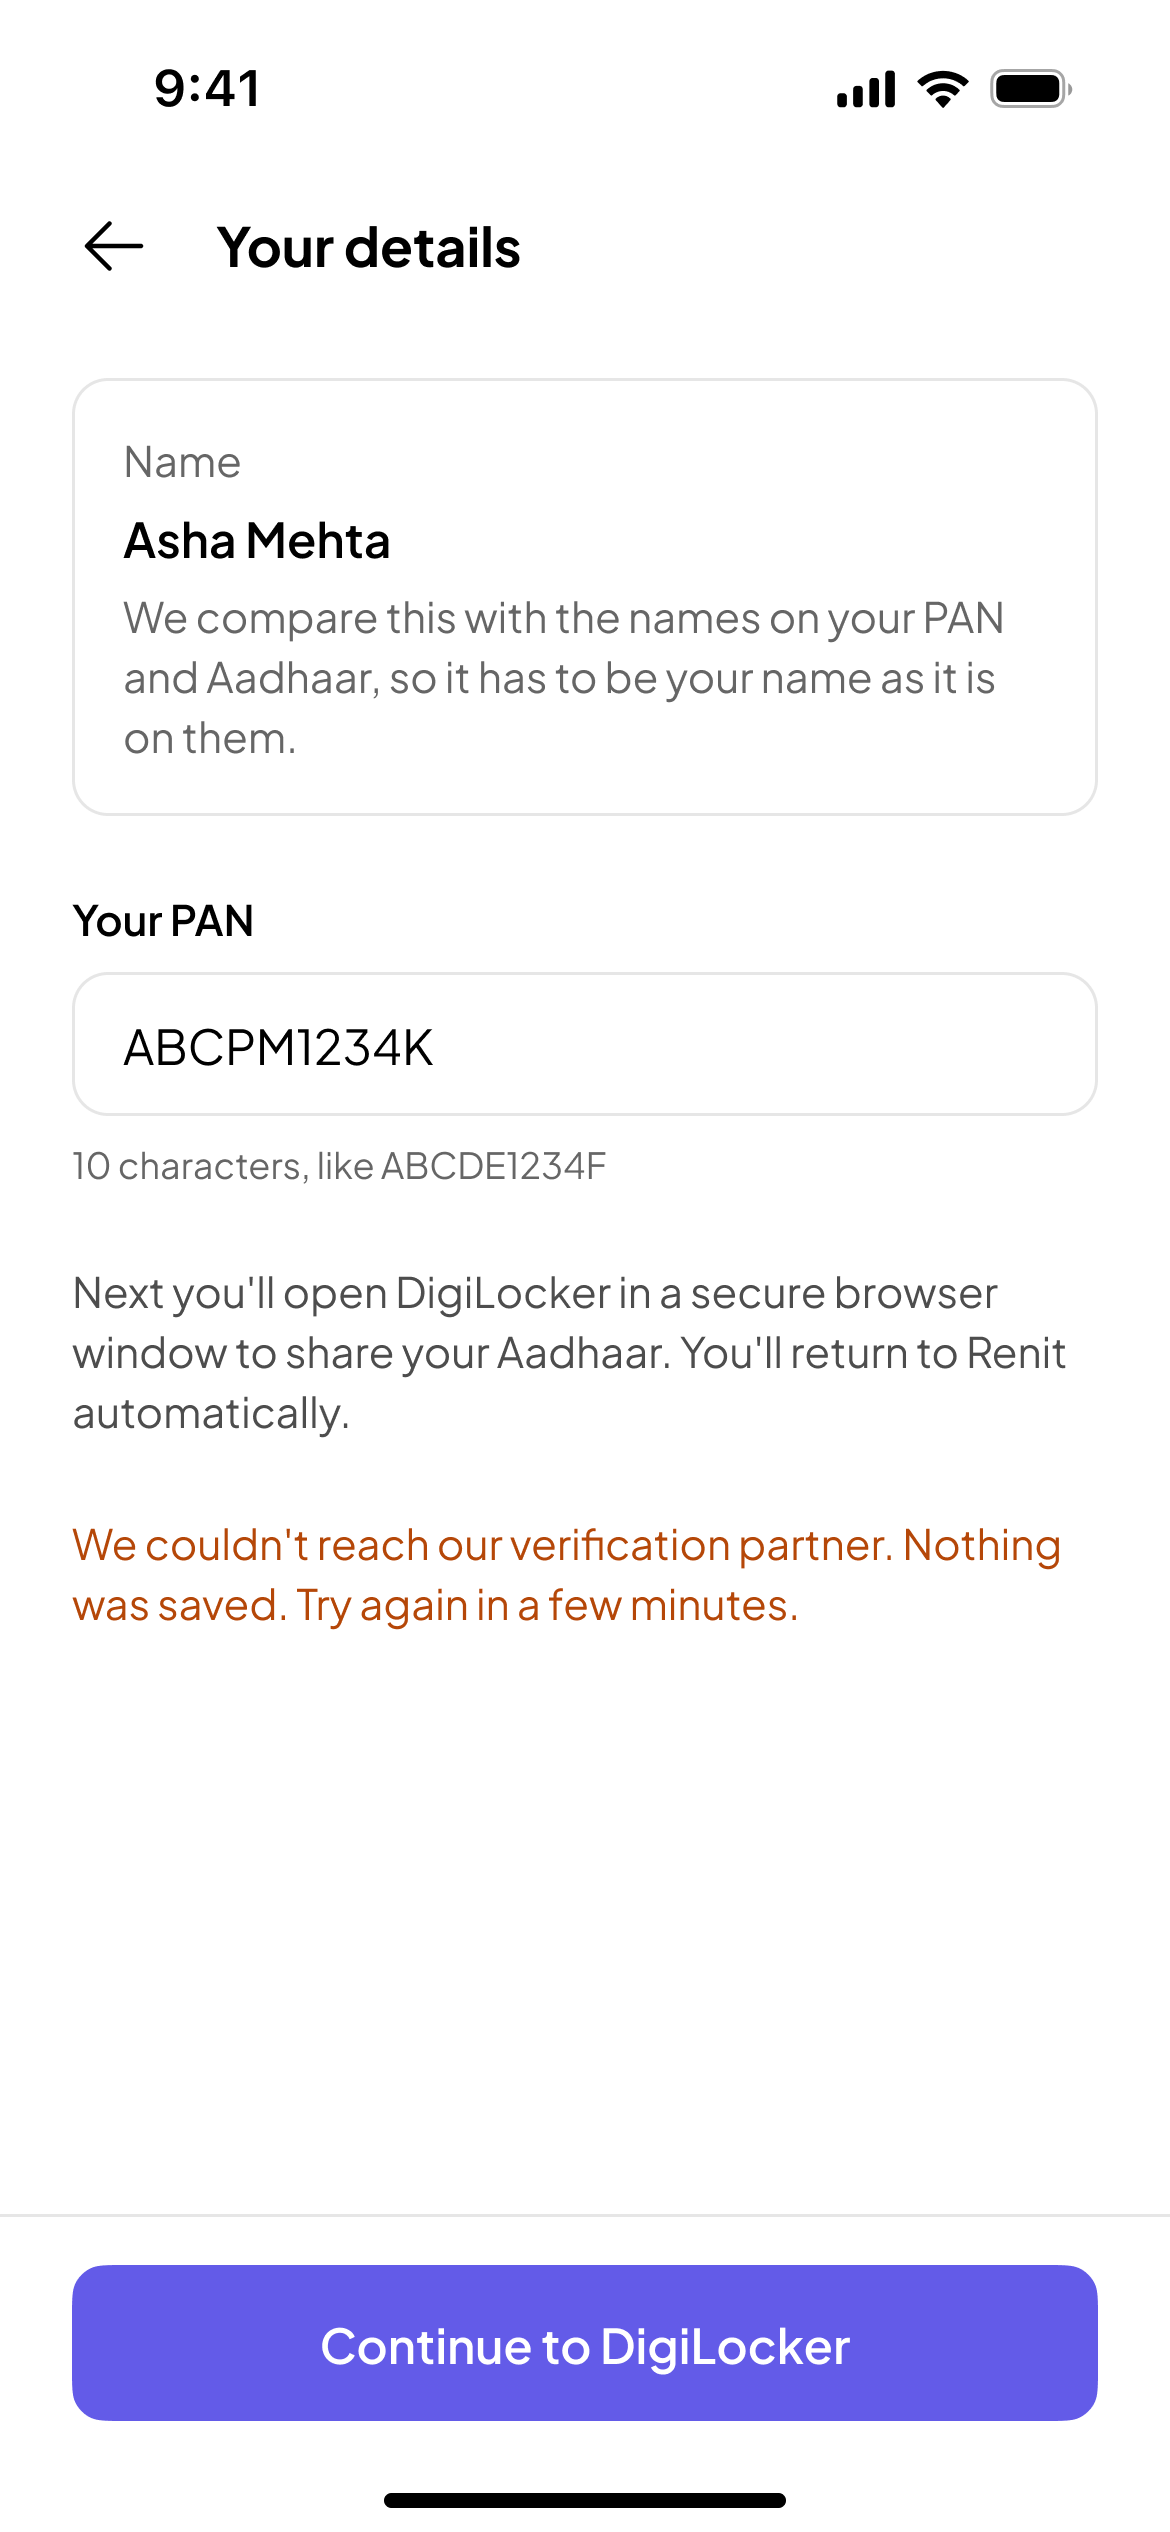 9:41
Your details
Name
Asha Mehta
We compare this with the names on your PAN
and Aadhaar, so it has to be your name as it is
on them.
Your PAN
ABCPM1234K
10 characters, like ABCDE1234F
Next you'll open DigiLocker in a secure browser
window to share your Aadhaar. You'll return to Renit
automatically.
We couldn't reach our verification partner. Nothing
was saved. Try again in a few minutes.
Continue to DigiLocker